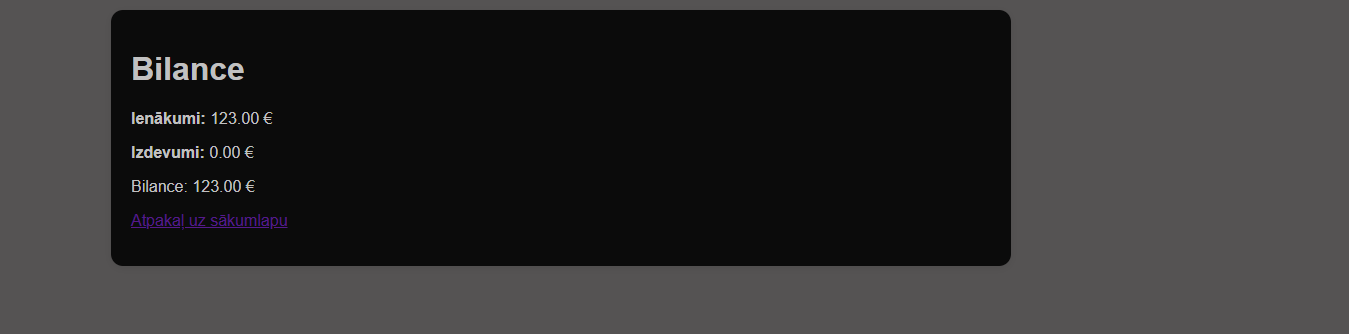 Bilance
Ienākumi: 123.00 €
Izdevumi: 0.00 €
Bilance: 123.00 €
Atpakaļ uz sākumlapu